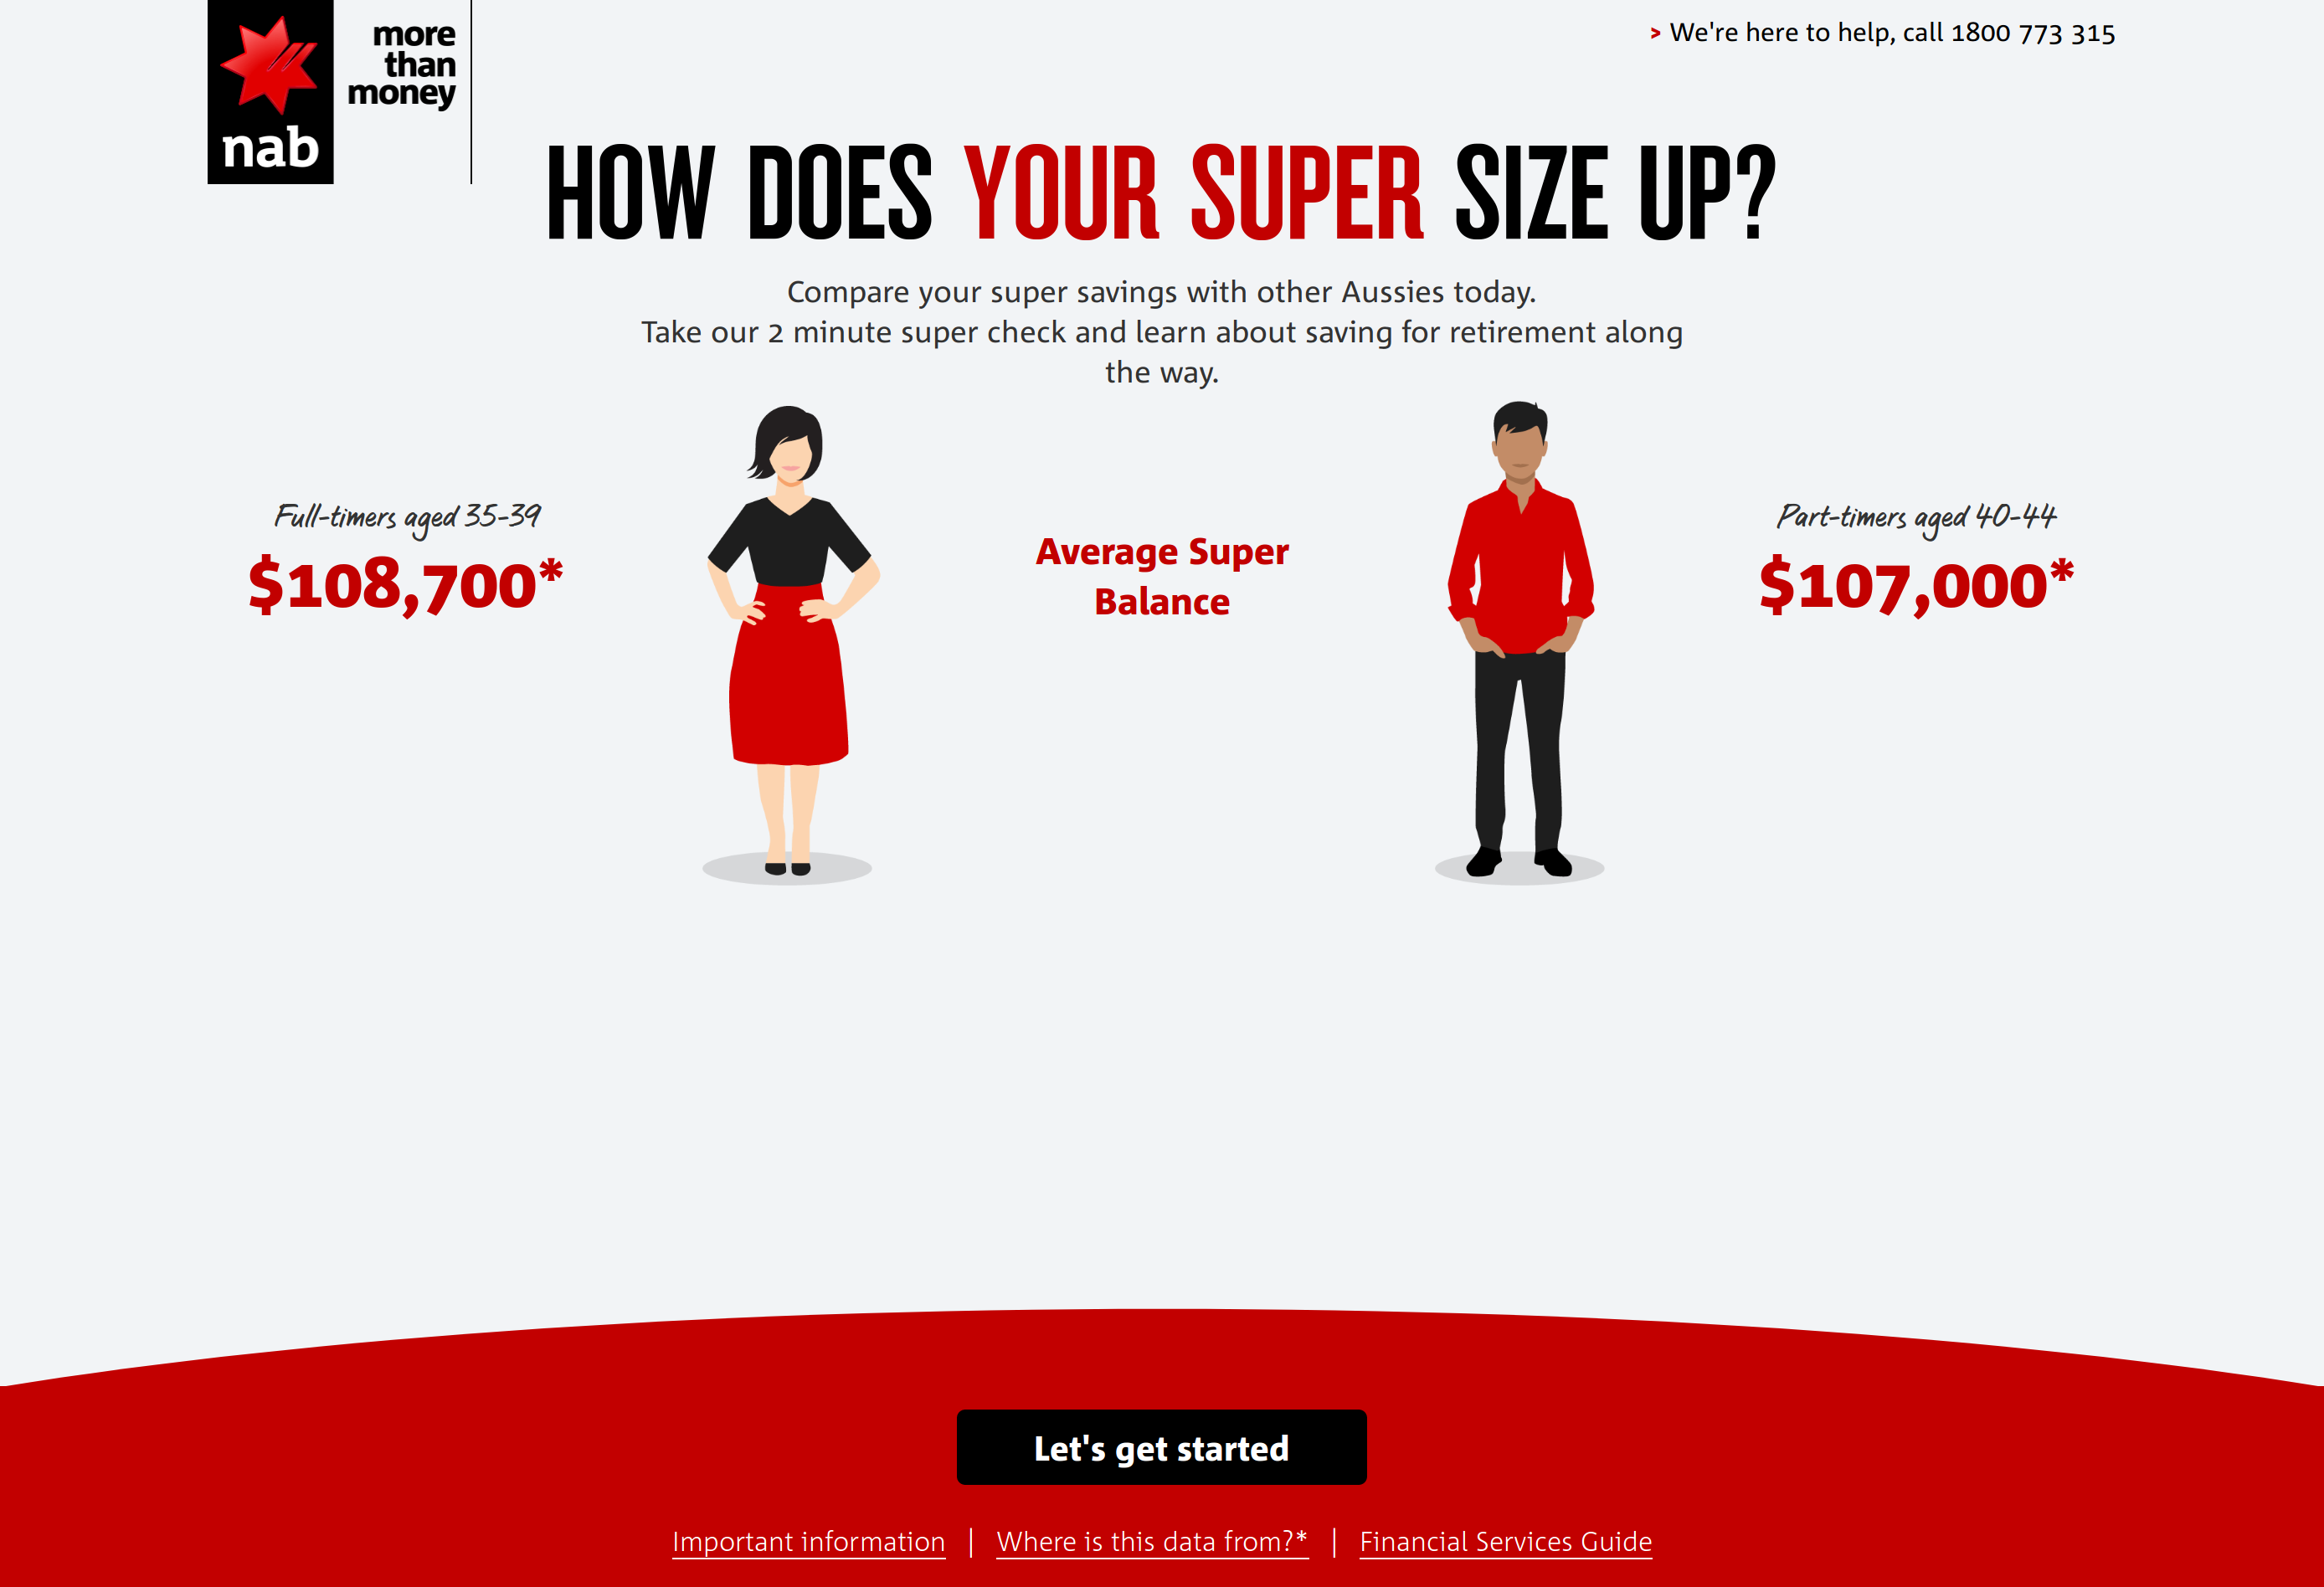 nab
more
than
money
> We're here to help, call 1800 773 315
HOW DOES YOUR SUPER SIZE UP?
Compare your super savings with other Aussies today.
Take our 2 minute super check and learn about saving for retirement along
the way.
Full-timers aged 35-39
$108,700*
Average Super
Balance
Part-timers aged 40-44
$107,000*
Let's get started
Important information | Where is this data from?* | Financial Services Guide